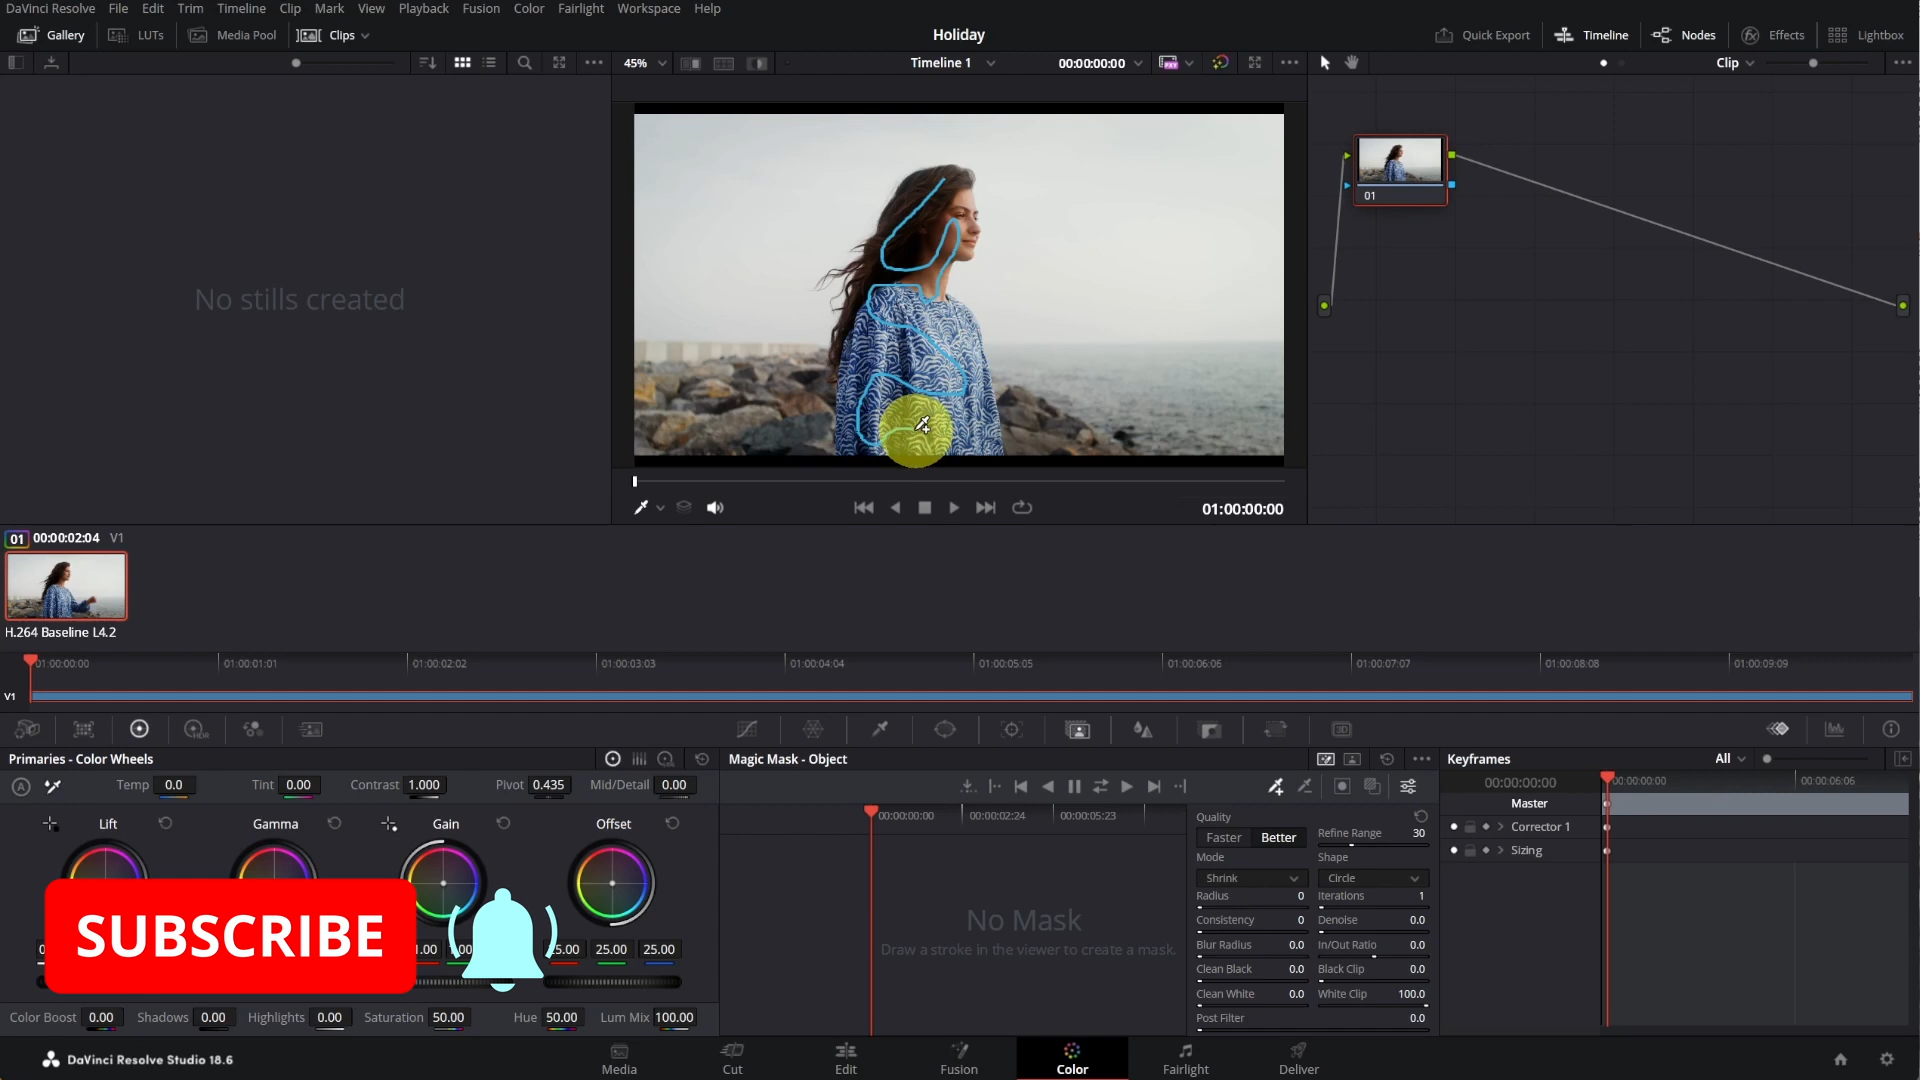 DaVinci Resolve File Edit Trim Timeline Clip Mark View Playback Fusion Color Fairlight Workspace Help
Gallery LUTs Media Pool Clips Holiday Quick Export Timeline Nodes Effects Lightbox
45% Timeline 1 00:00:00:00 Clip
No stills created
01
01:00:00:00
01 00:00:02:04 V1
H.264 Baseline L4.2
01:00:00:00 01:00:01:01 01:00:02:02 01:00:03:03 01:00:04:04 01:00:05:05 01:00:06:06 01:00:07:07 01:00:08:08 01:00:09:09
V1
Primaries - Color Wheels
Temp 0.0 Tint 0.00 Contrast 1.000 Pivot 0.435 Mid/Detail 0.00
Lift Gamma Gain Offset
25.00 25.00
SUBSCRIBE
Color Boost 0.00 Shadows 0.00 Highlights 0.00 Saturation 50.00 Hue 50.00 Lum Mix 100.00
Magic Mask - Object
00:00:00:00 00:00:02:24 00:00:05:23
No Mask
Draw a stroke in the viewer to create a mask.
Quality
Faster Better Refine Range 30
Mode Shape
Shrink Circle
Radius 0 Iterations 1
Consistency 0 Denoise 0.0
Blur Radius 0.0 In/Out Ratio 0.0
Clean Black 0.0 Black Clip 0.0
Clean White 0.0 White Clip 100.0
Post Filter 0.0
Keyframes All
00:00:00:00 00:00:00:00 00:00:06:06
Master
Corrector 1
Sizing
DaVinci Resolve Studio 18.6
Media Cut Edit Fusion Color Fairlight Deliver